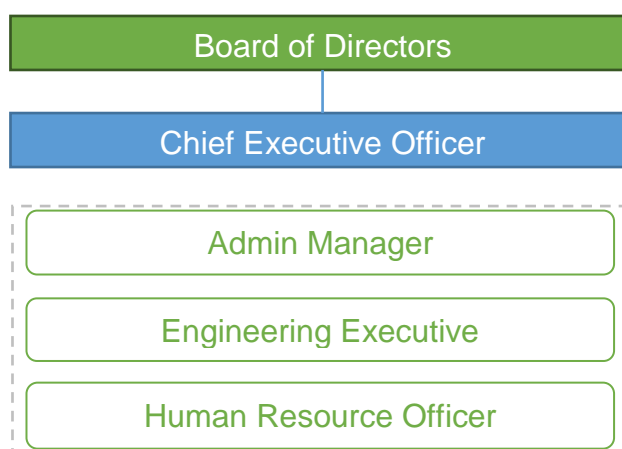 Board of Directors
Chief Executive Officer
Admin Manager
Engineering Executive
Human Resource Officer